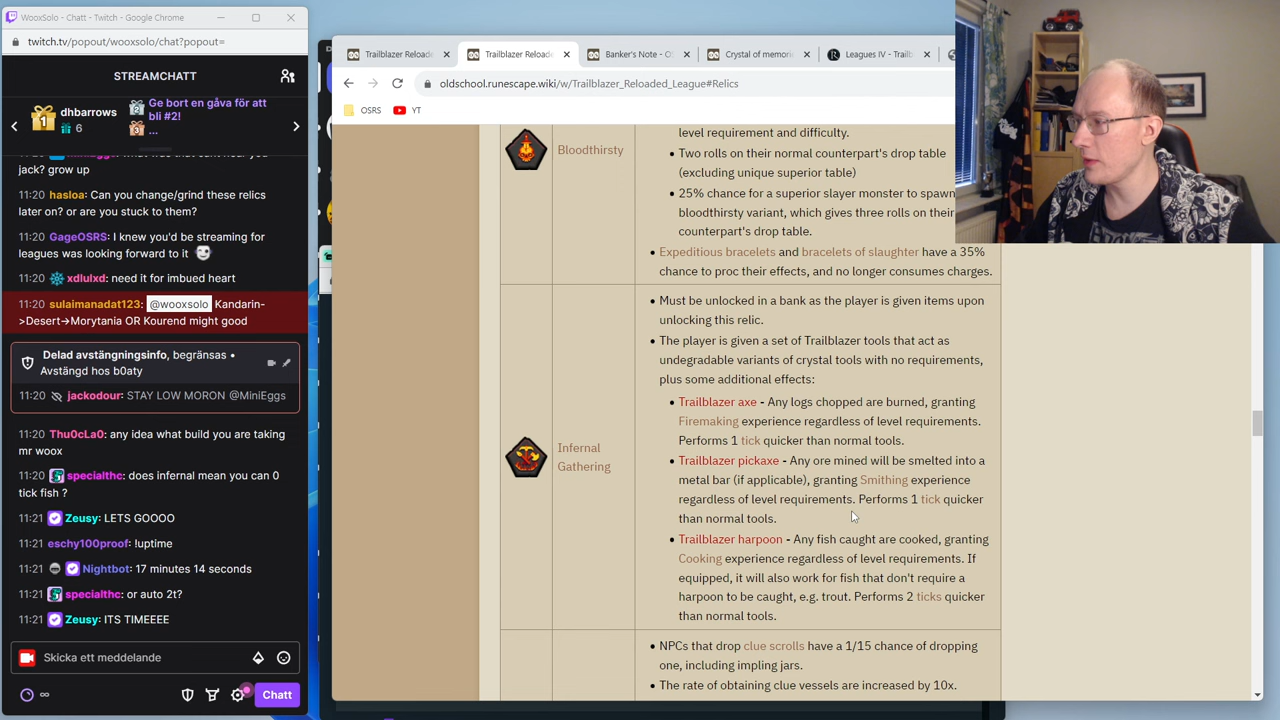 WooxSolo - Chatt - Twitch - Google Chrome
twitch.tv/popout/wooxsolo/chat?popout=
STREAMCHATT
dhbarrows
6
Ge bort en gåva för att
bli #2!
...
jack? grow up
11:20 hasloa: Can you change/grind these relics
later on? or are you stuck to them?
11:20 GageOSRS: I knew you'd be streaming for
leagues was looking forward to it
11:20 xdlulxd: need it for imbued heart
11:20 sulaimanadat123: @wooxsolo Kandarin-
>Desert->Morytania OR Kourend might good
Delad avstängningsinfo, begränsas •
Avstängd hos b0aty
11:20 jackodour: STAY LOW MORON @MiniEggs
11:20 Thu0cLa0: any idea what build you are taking
mr woox
11:20 specialthc: does infernal mean you can 0
tick fish ?
11:21 Zeusy: LETS GOOOO
11:21 eschy100proof: !uptime
11:21 Nightbot: 17 minutes 14 seconds
11:21 specialthc: or auto 2t?
11:21 Zeusy: ITS TIMEEEE
Skicka ett meddelande
Chatt
Trailblazer Reloade
Trailblazer Reload
Banker's Note - O
Crystal of memori
Leagues IV - Trailb
oldschool.runescape.wiki/w/Trailblazer_Reloaded_League#Relics
OSRS
YT
Bloodthirsty
level requirement and difficulty.
• Two rolls on their normal counterpart's drop table
(excluding unique superior table)
• 25% chance for a superior slayer monster to spawn
bloodthirsty variant, which gives three rolls on their
counterpart's drop table.
• Expeditious bracelets and bracelets of slaughter have a 35%
chance to proc their effects, and no longer consumes charges.
Infernal
Gathering
• Must be unlocked in a bank as the player is given items upon
unlocking this relic.
• The player is given a set of Trailblazer tools that act as
undegradable variants of crystal tools with no requirements,
plus some additional effects:
• Trailblazer axe - Any logs chopped are burned, granting
Firemaking experience regardless of level requirements.
Performs 1 tick quicker than normal tools.
• Trailblazer pickaxe - Any ore mined will be smelted into a
metal bar (if applicable), granting Smithing experience
regardless of level requirements. Performs 1 tick quicker
than normal tools.
• Trailblazer harpoon - Any fish caught are cooked, granting
Cooking experience regardless of level requirements. If
equipped, it will also work for fish that don't require a
harpoon to be caught, e.g. trout. Performs 2 ticks quicker
than normal tools.
• NPCs that drop clue scrolls have a 1/15 chance of dropping
one, including impling jars.
• The rate of obtaining clue vessels are increased by 10x.